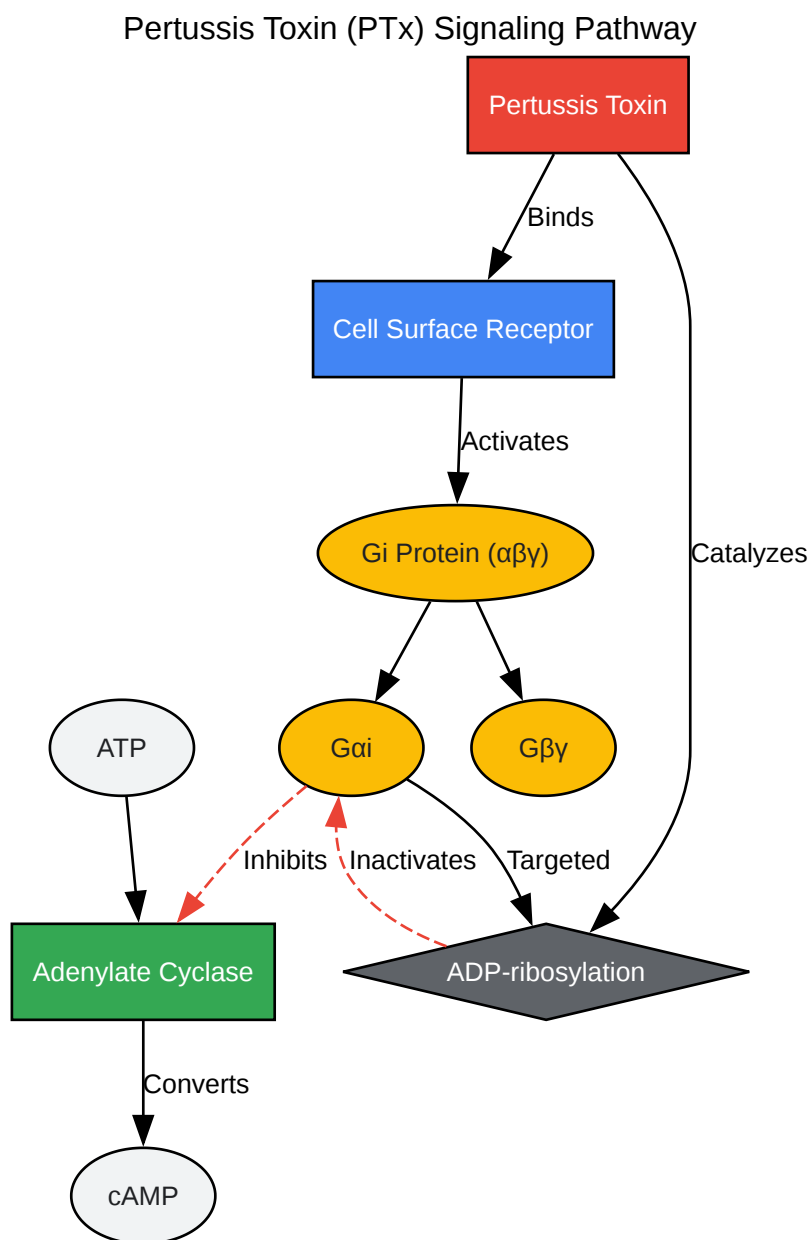 Pertussis Toxin (PTx) Signaling Pathway
Pertussis Toxin
Binds
Cell Surface Receptor
Activates
Gi Protein (αβγ)
Catalyzes
ATP
Gαi
Gβγ
Inhibits
Inactivates
Targeted
Adenylate Cyclase
ADP-ribosylation
Converts
cAMP